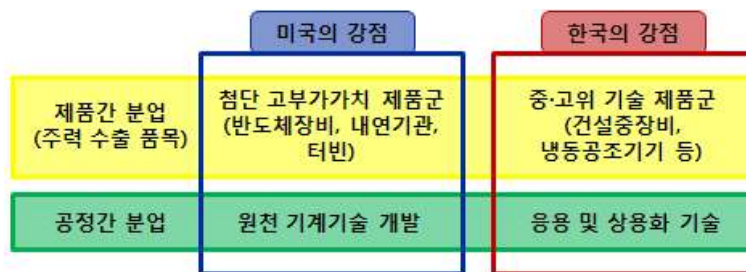 미국의 강점
한국의 강점
제품간 분업
(주력 수출 품목)
첨단 고부가가치 제품군
(반도체장비, 내연기관,
터빈)
중·고위 기술 제품군
(건설중장비,
냉동공조기기 등)
공정간 분업
원천 기계기술 개발
응용 및 상용화 기술